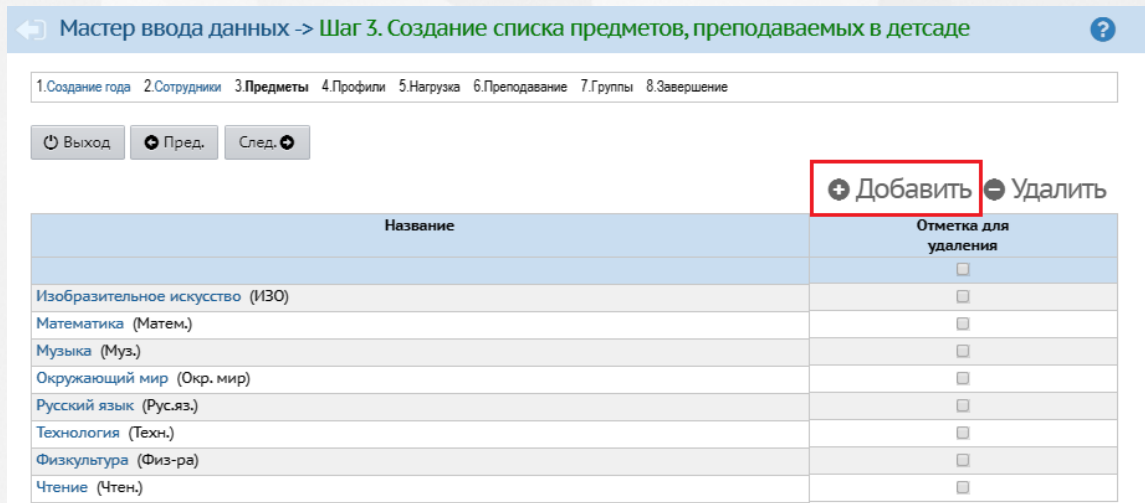 Мастер ввода данных -> Шаг 3. Создание списка предметов, преподаваемых в детсаде ?
1.Создание года 2.Сотрудники 3.Предметы 4.Профили 5.Нагрузка 6.Преподавание 7.Группы 8.Завершение
Выход Пред. След.
Добавить Удалить
Название Отметка для
удаления
Изобразительное искусство (ИЗО)
Математика (Матем.)
Музыка (Муз.)
Окружающий мир (Окр. мир)
Русский язык (Рус.яз.)
Технология (Техн.)
Физкультура (Физ-ра)
Чтение (Чтен.)